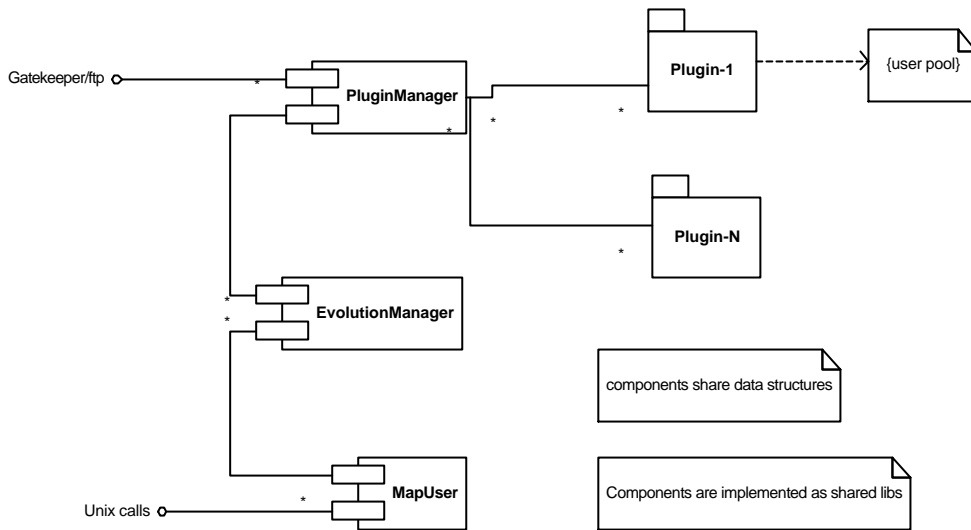 Plugin-1
{user pool}
Gatekeeper/ftp
*
PluginManager
*
*
*
Plugin-N
*
*
EvolutionManager
*
components share data structures
MapUser
Components are implemented as shared libs
*
Unix calls